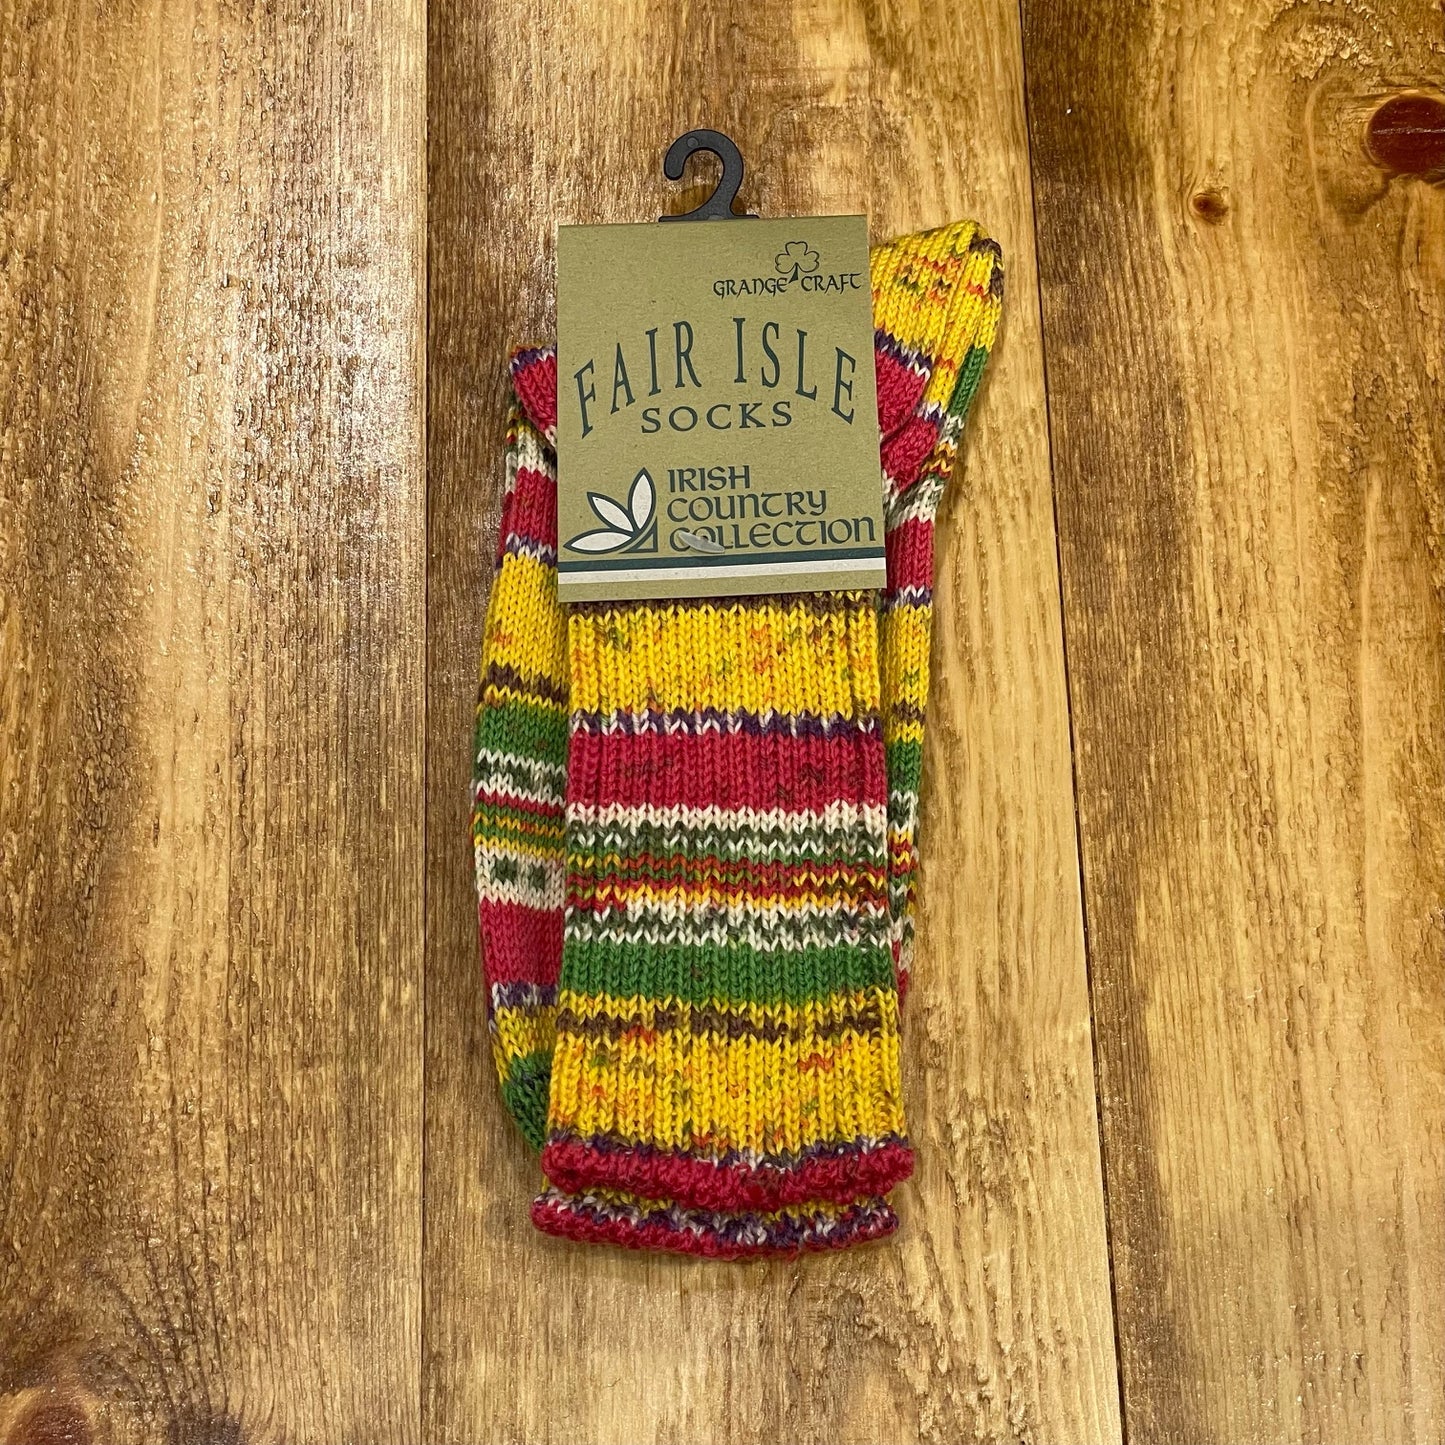 GRANGE CRAFT
FAIR ISLE
SOCKS
IRISH
COUNTRY
COLLECTION